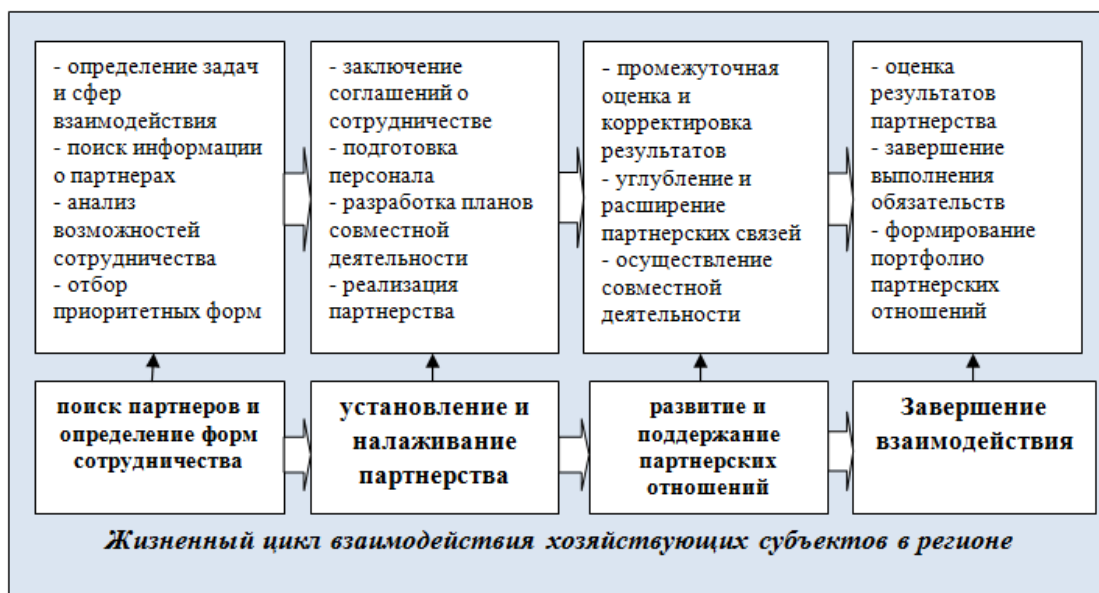 - определение задач
и сфер
взаимодействия
- поиск информации
о партнерах
- анализ
возможностей
сотрудничества
- отбор
приоритетных форм
- заключение
соглашений о
сотрудничестве
- подготовка
персонала
- разработка планов
совместной
деятельности
- реализация
партнерства
- промежуточная
оценка и
корректировка
результатов
- углубление и
расширение
партнерских связей
- осуществление
совместной
деятельности
- оценка
результатов
партнерства
- завершение
выполнения
обязательств
- формирование
портфолио
партнерских
отношений
поиск партнеров и
определение форм
сотрудничества
установление и
налаживание
партнерства
развитие и
поддержание
партнерских
отношений
Завершение
взаимодействия
Жизненный цикл взаимодействия хозяйствующих субъектов в регионе